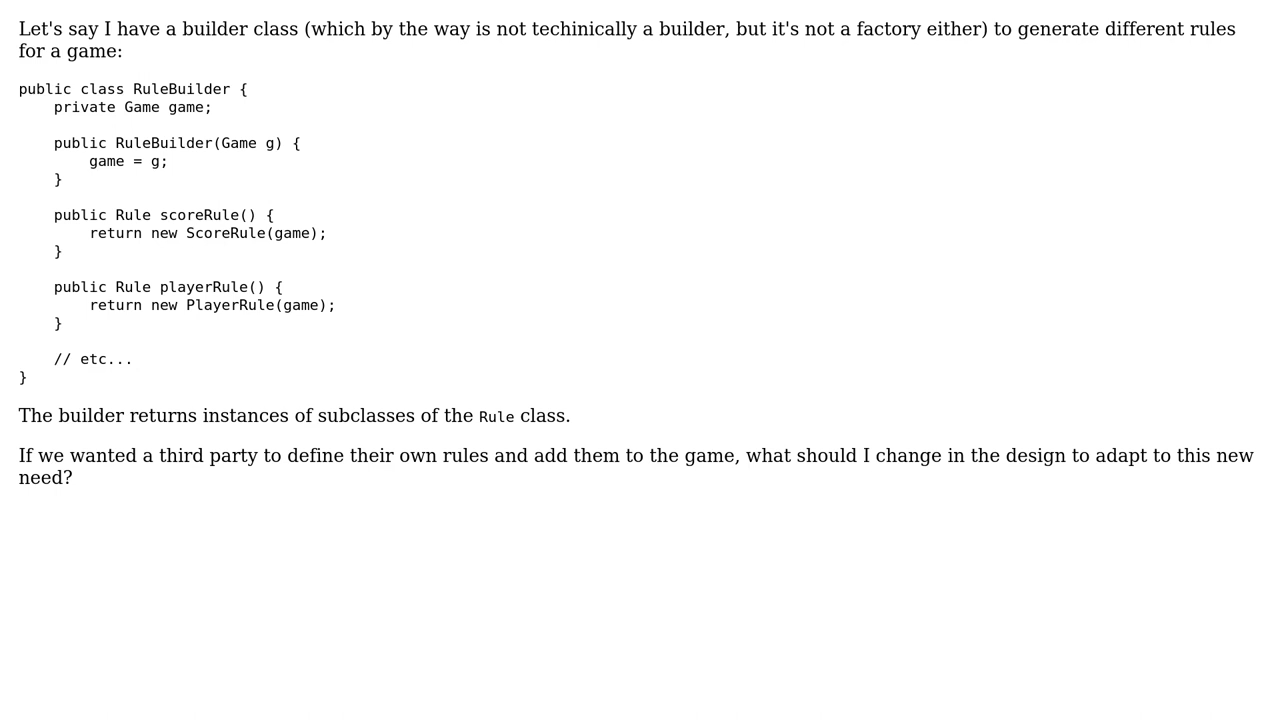 Let's say I have a builder class (which by the way is not techinically a builder, but it's not a factory either) to generate different rules
for a game:
public class RuleBuilder {
    private Game game;

    public RuleBuilder(Game g) {
        game = g;
    }

    public Rule scoreRule() {
        return new ScoreRule(game);
    }

    public Rule playerRule() {
        return new PlayerRule(game);
    }

    // etc...
}
The builder returns instances of subclasses of the Rule class.
If we wanted a third party to define their own rules and add them to the game, what should I change in the design to adapt to this new
need?